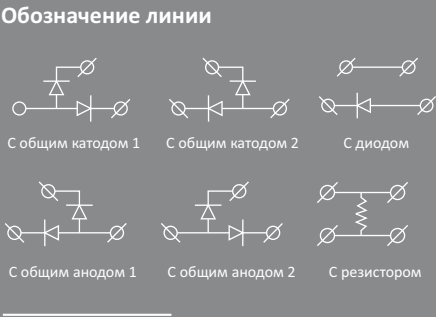 Обозначение линии
С общим катодом 1
С общим катодом 2
С диодом
С общим анодом 1
С общим анодом 2
С резистором